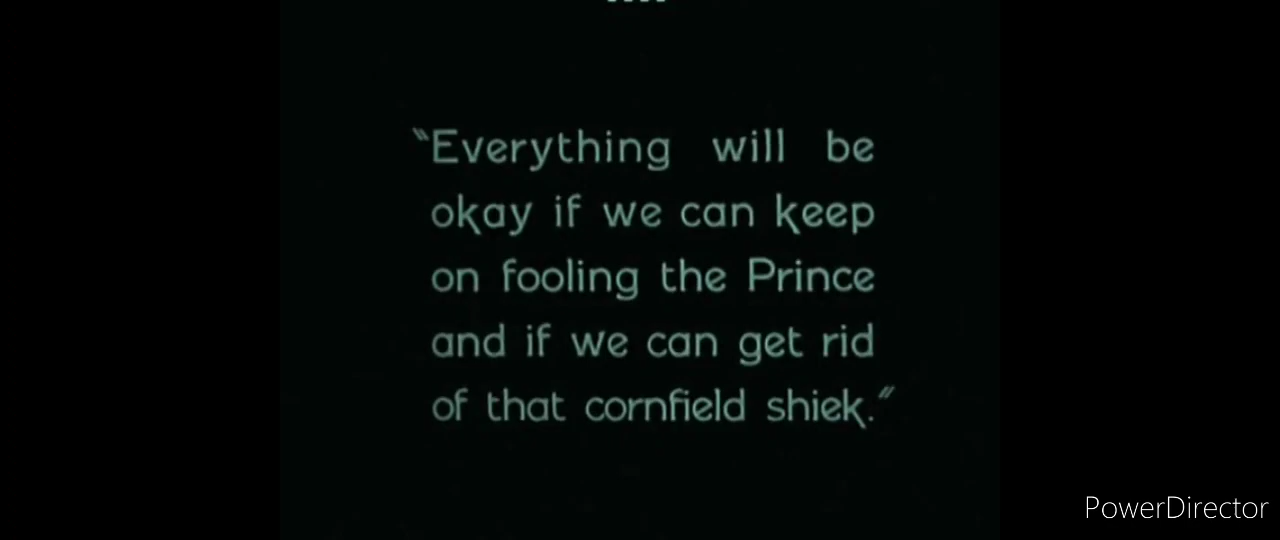 “Everything will be
okay if we can keep
on fooling the Prince
and if we can get rid
of that cornfield shiek.”
PowerDirector